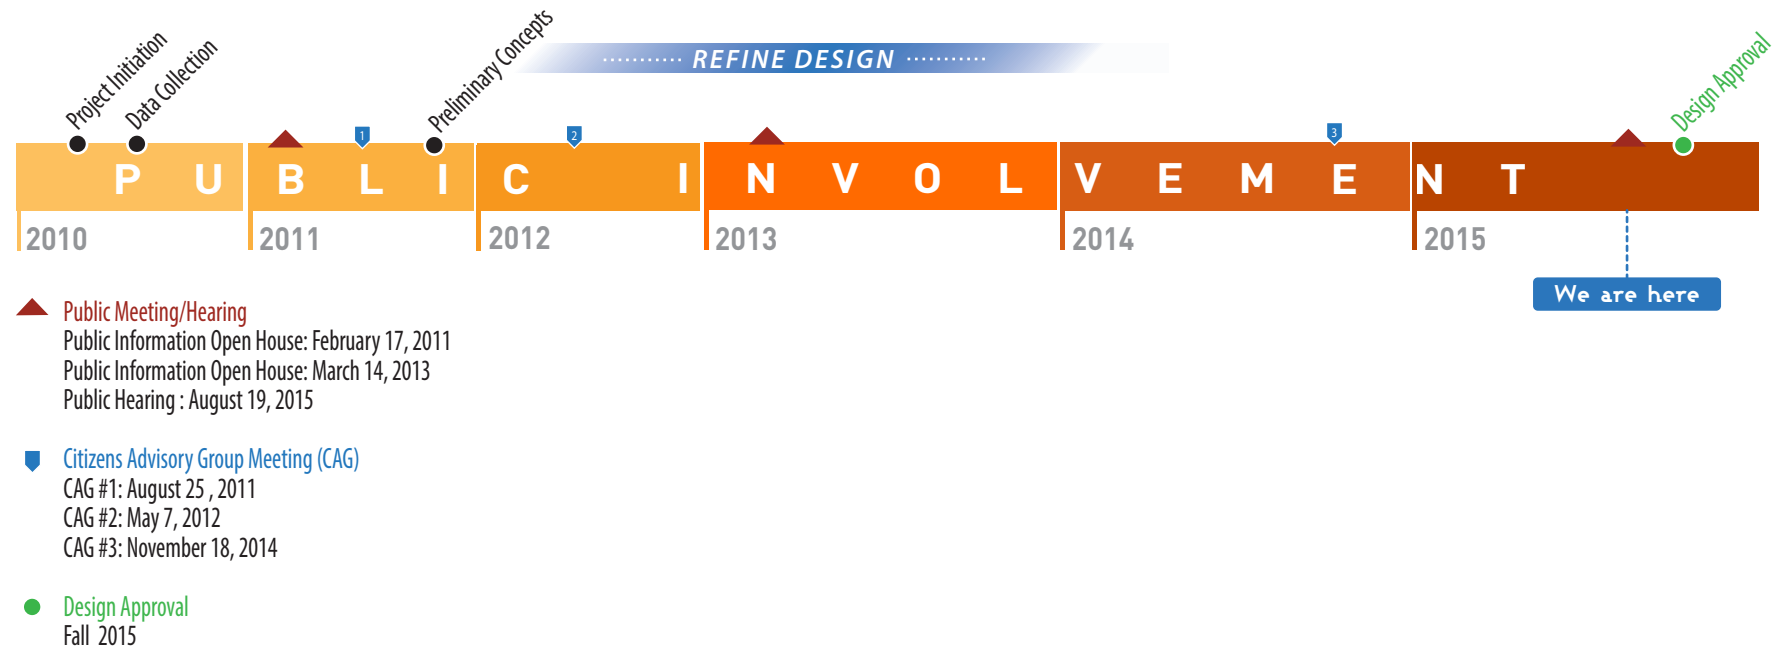 Project Initiation
Data Collection
Preliminary Concepts
·········· REFINE DESIGN ··········
Design Approval
1
2
3
PUBLIC INVOLVEMENT
2010
2011
2012
2013
2014
2015
We are here
Public Meeting/Hearing
Public Information Open House: February 17, 2011
Public Information Open House: March 14, 2013
Public Hearing : August 19, 2015
Citizens Advisory Group Meeting (CAG)
CAG #1: August 25 , 2011
CAG #2: May 7, 2012
CAG #3: November 18, 2014
Design Approval
Fall 2015